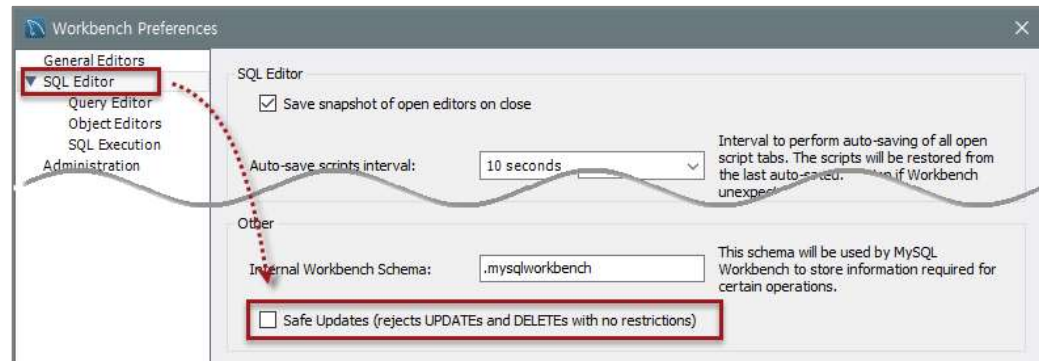 Workbench Preferences
General Editors
SQL Editor
Query Editor
Object Editors
SQL Execution
Administration
SQL Editor
Save snapshot of open editors on close
Auto-save scripts interval:
10 seconds
Interval to perform auto-saving of all open
script tabs. The scripts will be restored from
the last auto-saved. if Workbench
Other
Internal Workbench Schema:
.mysqlworkbench
This schema will be used by MySQL
Workbench to store information required for
certain operations.
Safe Updates (rejects UPDATEs and DELETEs with no restrictions)